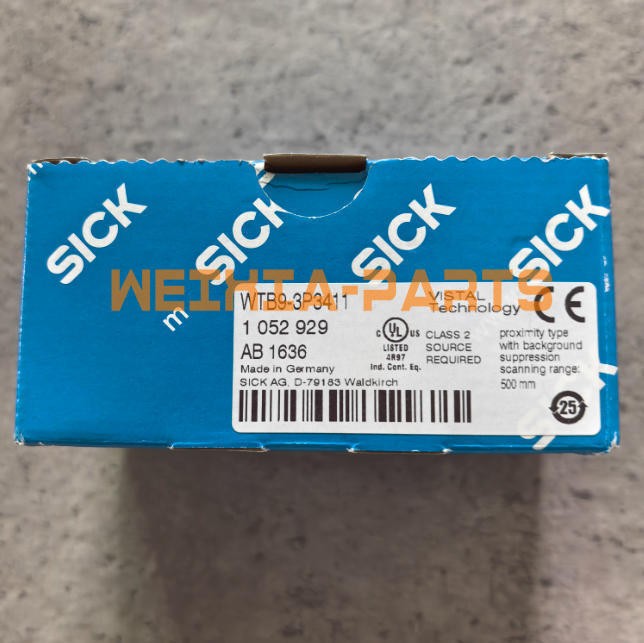 SICK
SICK
SICK
WEIXIA-PARTS
m
WTB9-3P3411
1 052 929
AB 1636
Made in Germany
SICK AG, D-79183 Waldkirch
VISTAL
Technology
CE
C UL US
LISTED
4R97
Ind. Cont. Eq.
CLASS 2
SOURCE
REQUIRED
proximity type
with background
suppression
scanning range:
500 mm
25
SICK